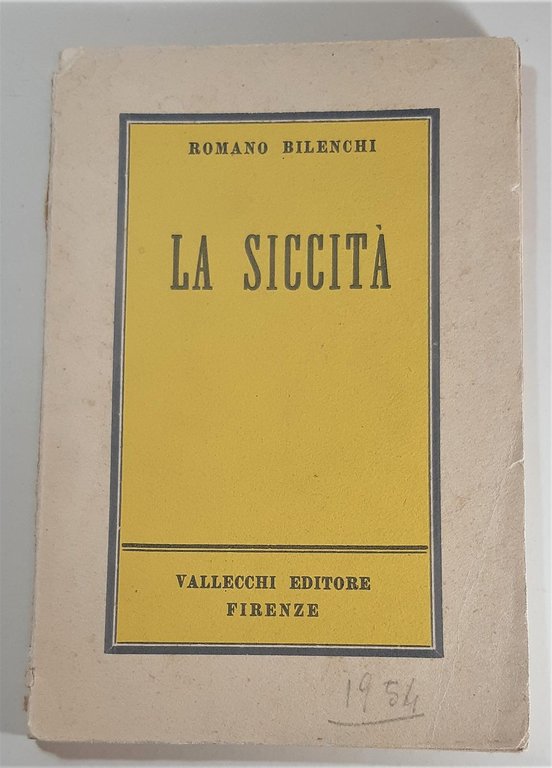 ROMANO BILENCHI
LA SICCITÀ
VALLECCHI EDITORE
FIRENZE
1954